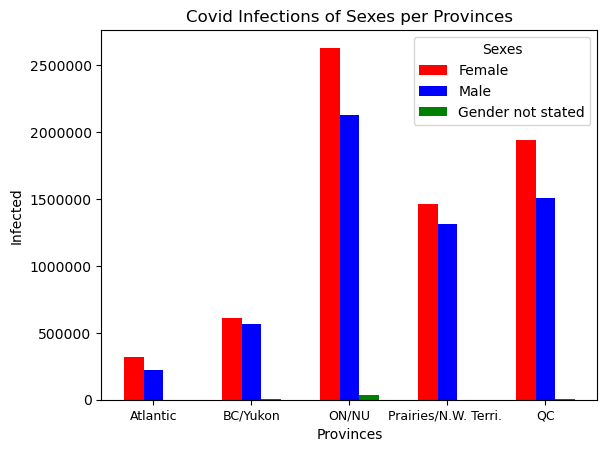 Covid Infections of Sexes per Provinces
Sexes
Female
Male
Gender not stated
Infected
2500000
2000000
1500000
1000000
500000
0
Atlantic
BC/Yukon
ON/NU
Prairies/N.W. Terri.
QC
Provinces